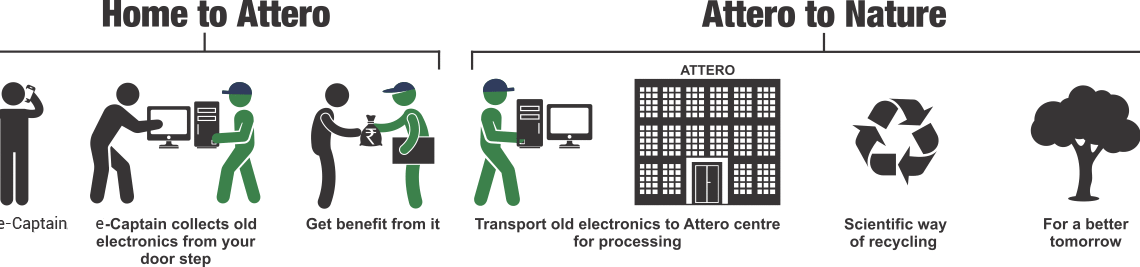 Home to Attero
Attero to Nature
ATTERO
₹
e-Captain
e-Captain collects old
electronics from your
door step
Get benefit from it
Transport old electronics to Attero centre
for processing
Scientific way
of recycling
For a better
tomorrow